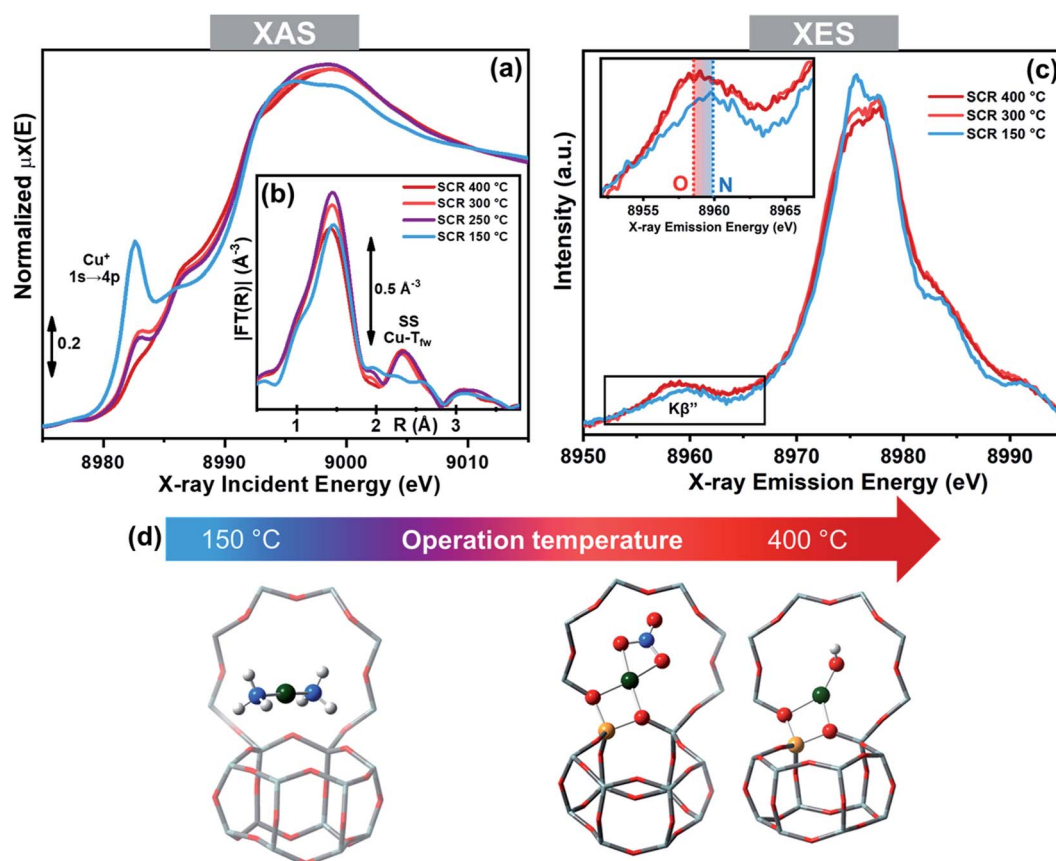 XAS
XES
(a)
Normalized μx(E)
Cu⁺
1s→4p
0.2
8980
8990
9000
9010
X-ray Incident Energy (eV)
(b)
SCR 400 °C
SCR 300 °C
SCR 250 °C
SCR 150 °C
|FT(R)| (Å⁻³)
0.5 Å⁻³
SS
Cu-T_fw
1
2
3
R (Å)
(c)
SCR 400 °C
SCR 300 °C
SCR 150 °C
Intensity (a.u.)
O
N
8955
8960
8965
X-ray Emission Energy (eV)
Kβ”
8950
8960
8970
8980
8990
X-ray Emission Energy (eV)
(d)
150 °C
Operation temperature
400 °C